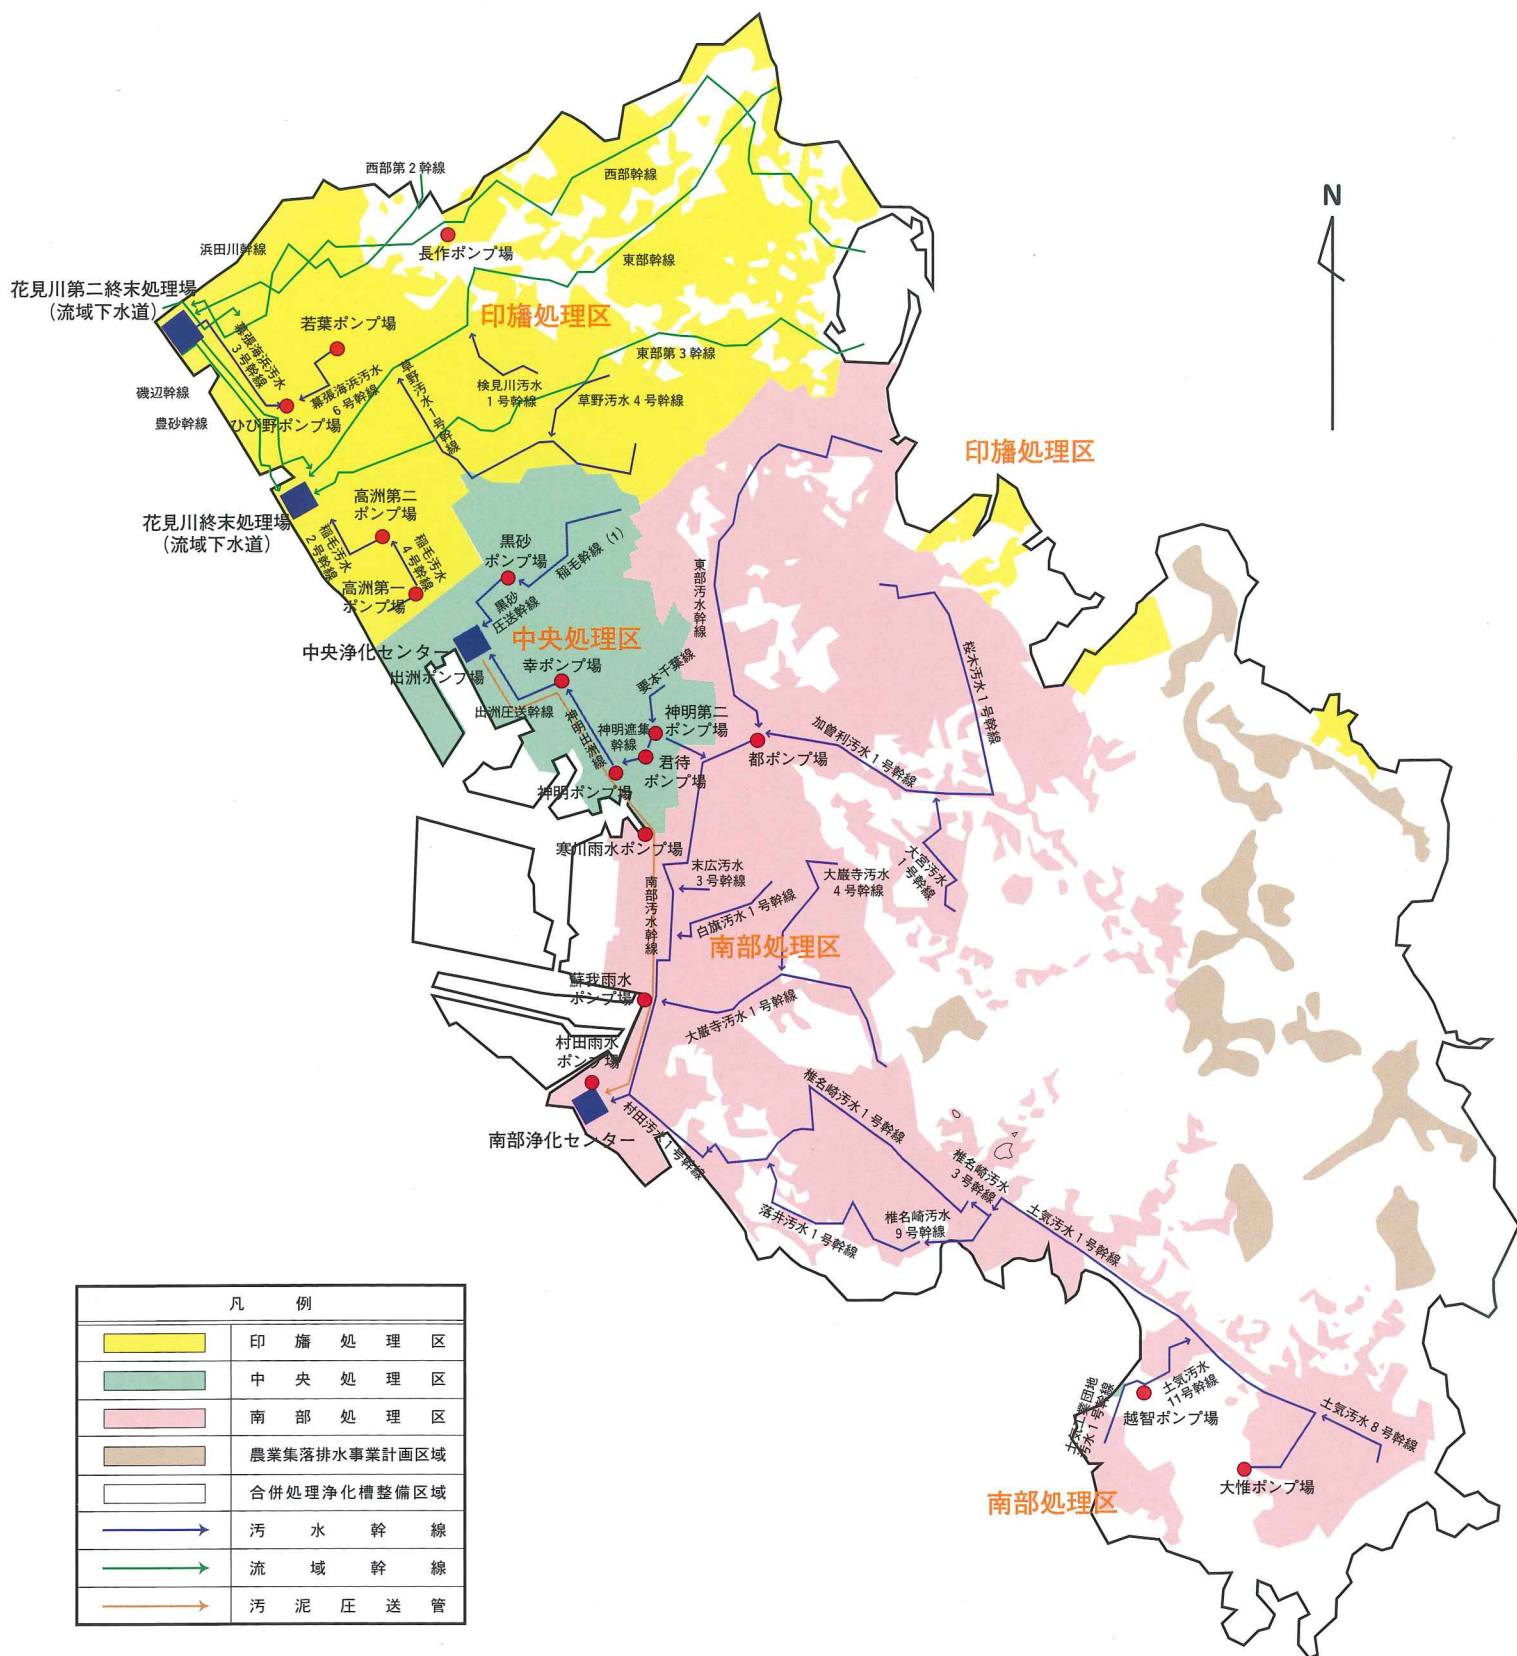 N
西部第2幹線
西部幹線
浜田川幹線
長作ポンプ場
東部幹線
花見川第二終末処理場
(流域下水道)
若葉ポンプ場
印旛処理区
幕張海浜汚水
3号幹線
東部第3幹線
磯辺幹線
幕張海浜汚水
6号幹線
草野汚水1号幹線
検見川汚水
1号幹線
草野汚水4号幹線
豊砂幹線
ひび野ポンプ場
印旛処理区
高洲第二
ポンプ場
花見川終末処理場
(流域下水道)
稲毛汚水
2号幹線
稲毛汚水
4号幹線
黒砂
ポンプ場
稲毛幹線(1)
東部汚水幹線
高洲第一
ポンプ場
黒砂
圧送幹線
中央処理区
中央浄化センター
出洲ポンプ場
幸ポンプ場
要本千葉線
桜木汚水1号幹線
出洲圧送幹線
神明出洲線
神明遮集
幹線
神明第二
ポンプ場
加曽利汚水1号幹線
君待
ポンプ場
都ポンプ場
神明ポンプ場
寒川雨水ポンプ場
末広汚水
3号幹線
大巌寺汚水
4号幹線
大宮汚水
1号幹線
南部汚水幹線
白旗汚水1号幹線
南部処理区
蘇我雨水
ポンプ場
大巌寺汚水1号幹線
村田雨水
ポンプ場
椎名崎汚水1号幹線
南部浄化センター
村田汚水1号幹線
椎名崎汚水
3号幹線
落井汚水1号幹線
椎名崎汚水
9号幹線
土気汚水1号幹線
土気工業団地
汚水1号幹線
土気汚水
11号幹線
越智ポンプ場
土気汚水8号幹線
大椎ポンプ場
南部処理区
凡例
印旛処理区
中央処理区
南部処理区
農業集落排水事業計画区域
合併処理浄化槽整備区域
汚水幹線
流域幹線
汚泥圧送管